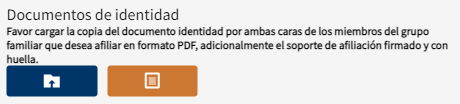 Documentos de identidad
Favor cargar la copia del documento identidad por ambas caras de los miembros del grupo
familiar que desea afiliar en formato PDF, adicionalmente el soporte de afiliación firmado y con
huella.